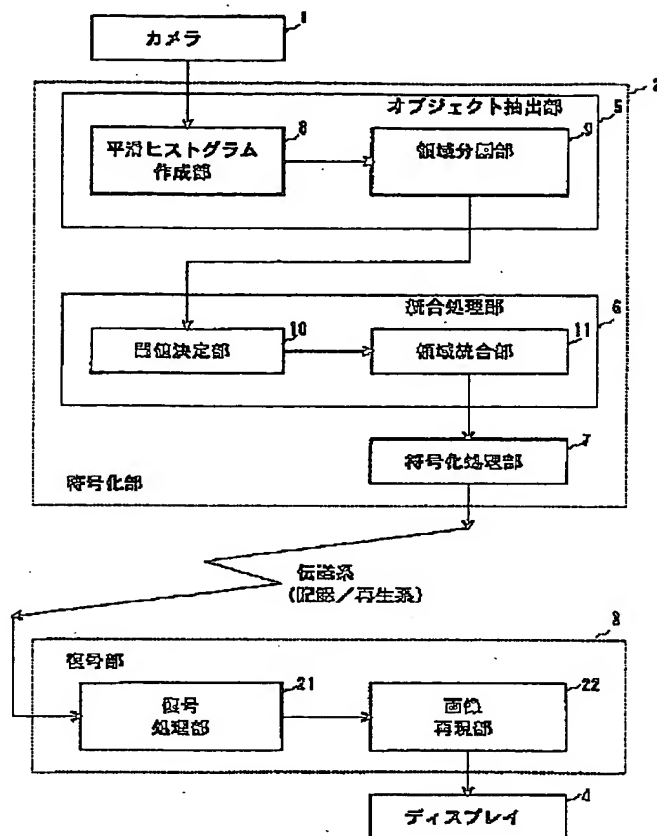 カメラ
1
2
オブジェクト抽出部
5
平滑ヒストグラム
作成部
8
領域分割部
9
統合処理部
6
閾値決定部
10
領域統合部
11
符号化処理部
7
符号化部
伝送系
(記録/再生系)
3
復号部
復号
処理部
21
画像
再現部
22
ディスプレイ
4